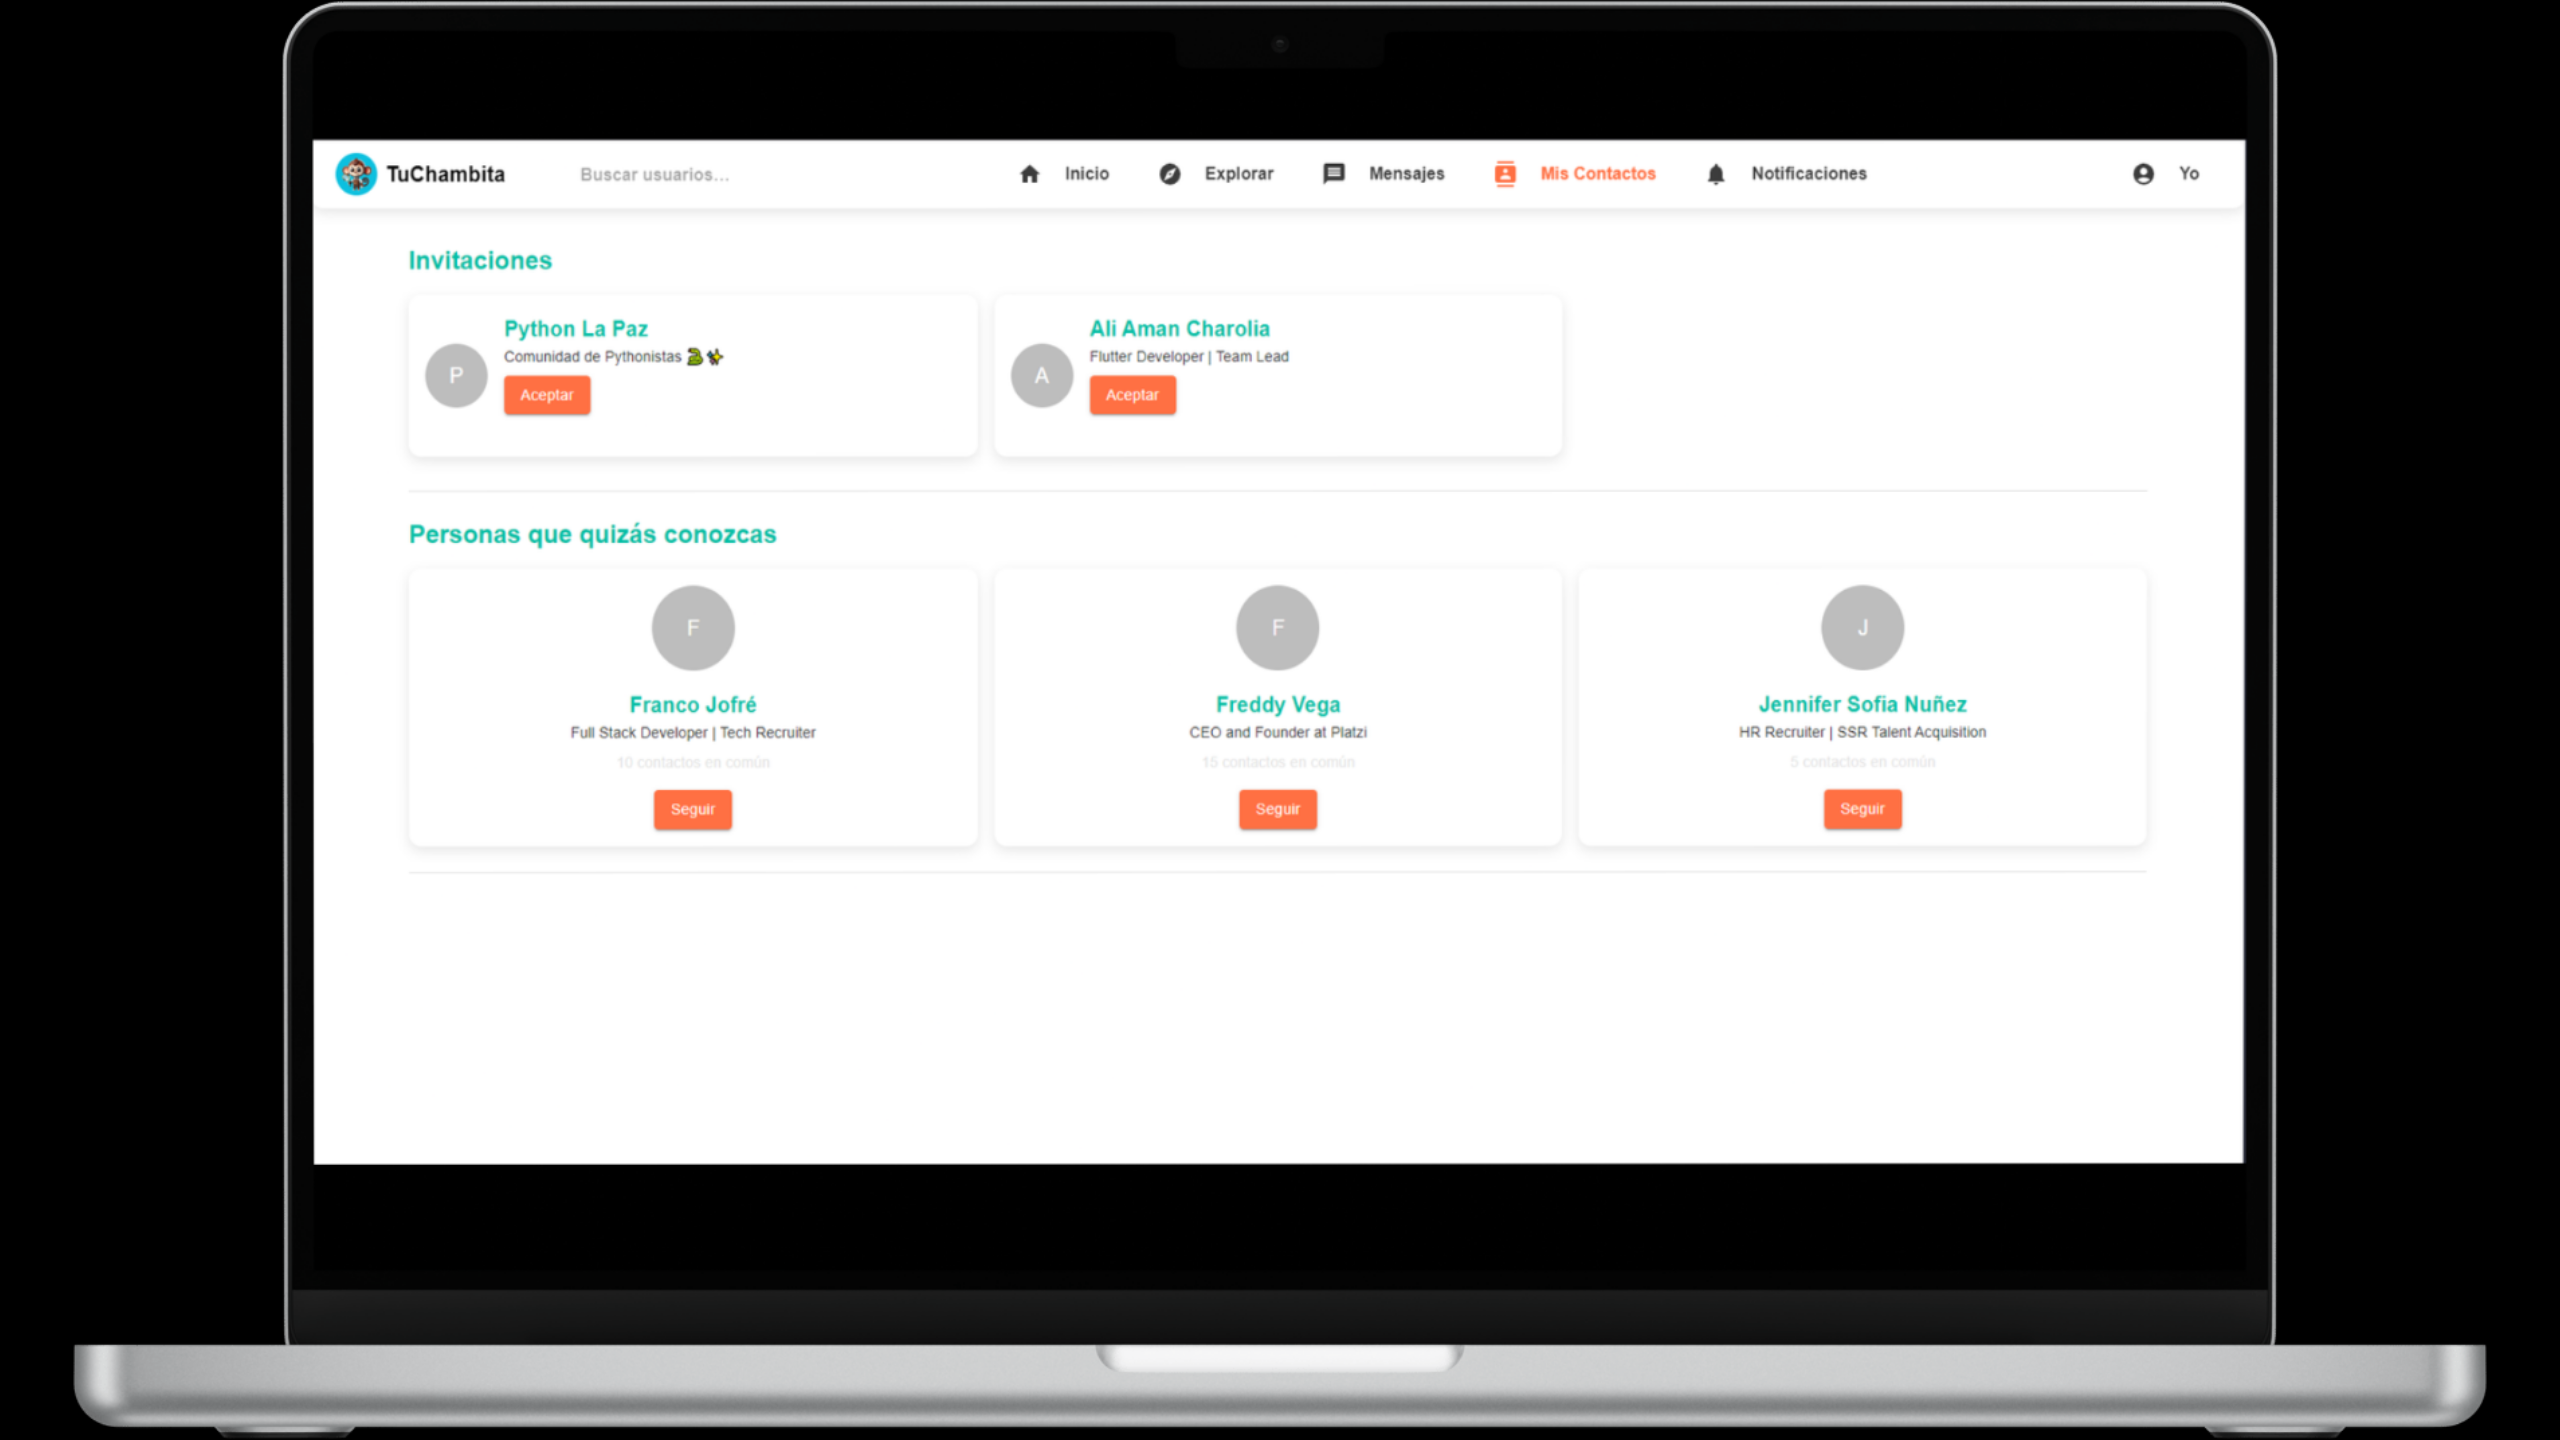 TuChambita
Buscar usuarios...
Inicio
Explorar
Mensajes
Mis Contactos
Notificaciones
Yo
Invitaciones
P
Python La Paz
Comunidad de Pythonistas 🐍✨
Aceptar
A
Ali Aman Charolia
Flutter Developer | Team Lead
Aceptar
Personas que quizás conozcas
F
Franco Jofré
Full Stack Developer | Tech Recruiter
10 contactos en común
Seguir
F
Freddy Vega
CEO and Founder at Platzi
15 contactos en común
Seguir
J
Jennifer Sofia Nuñez
HR Recruiter | SSR Talent Acquisition
5 contactos en común
Seguir